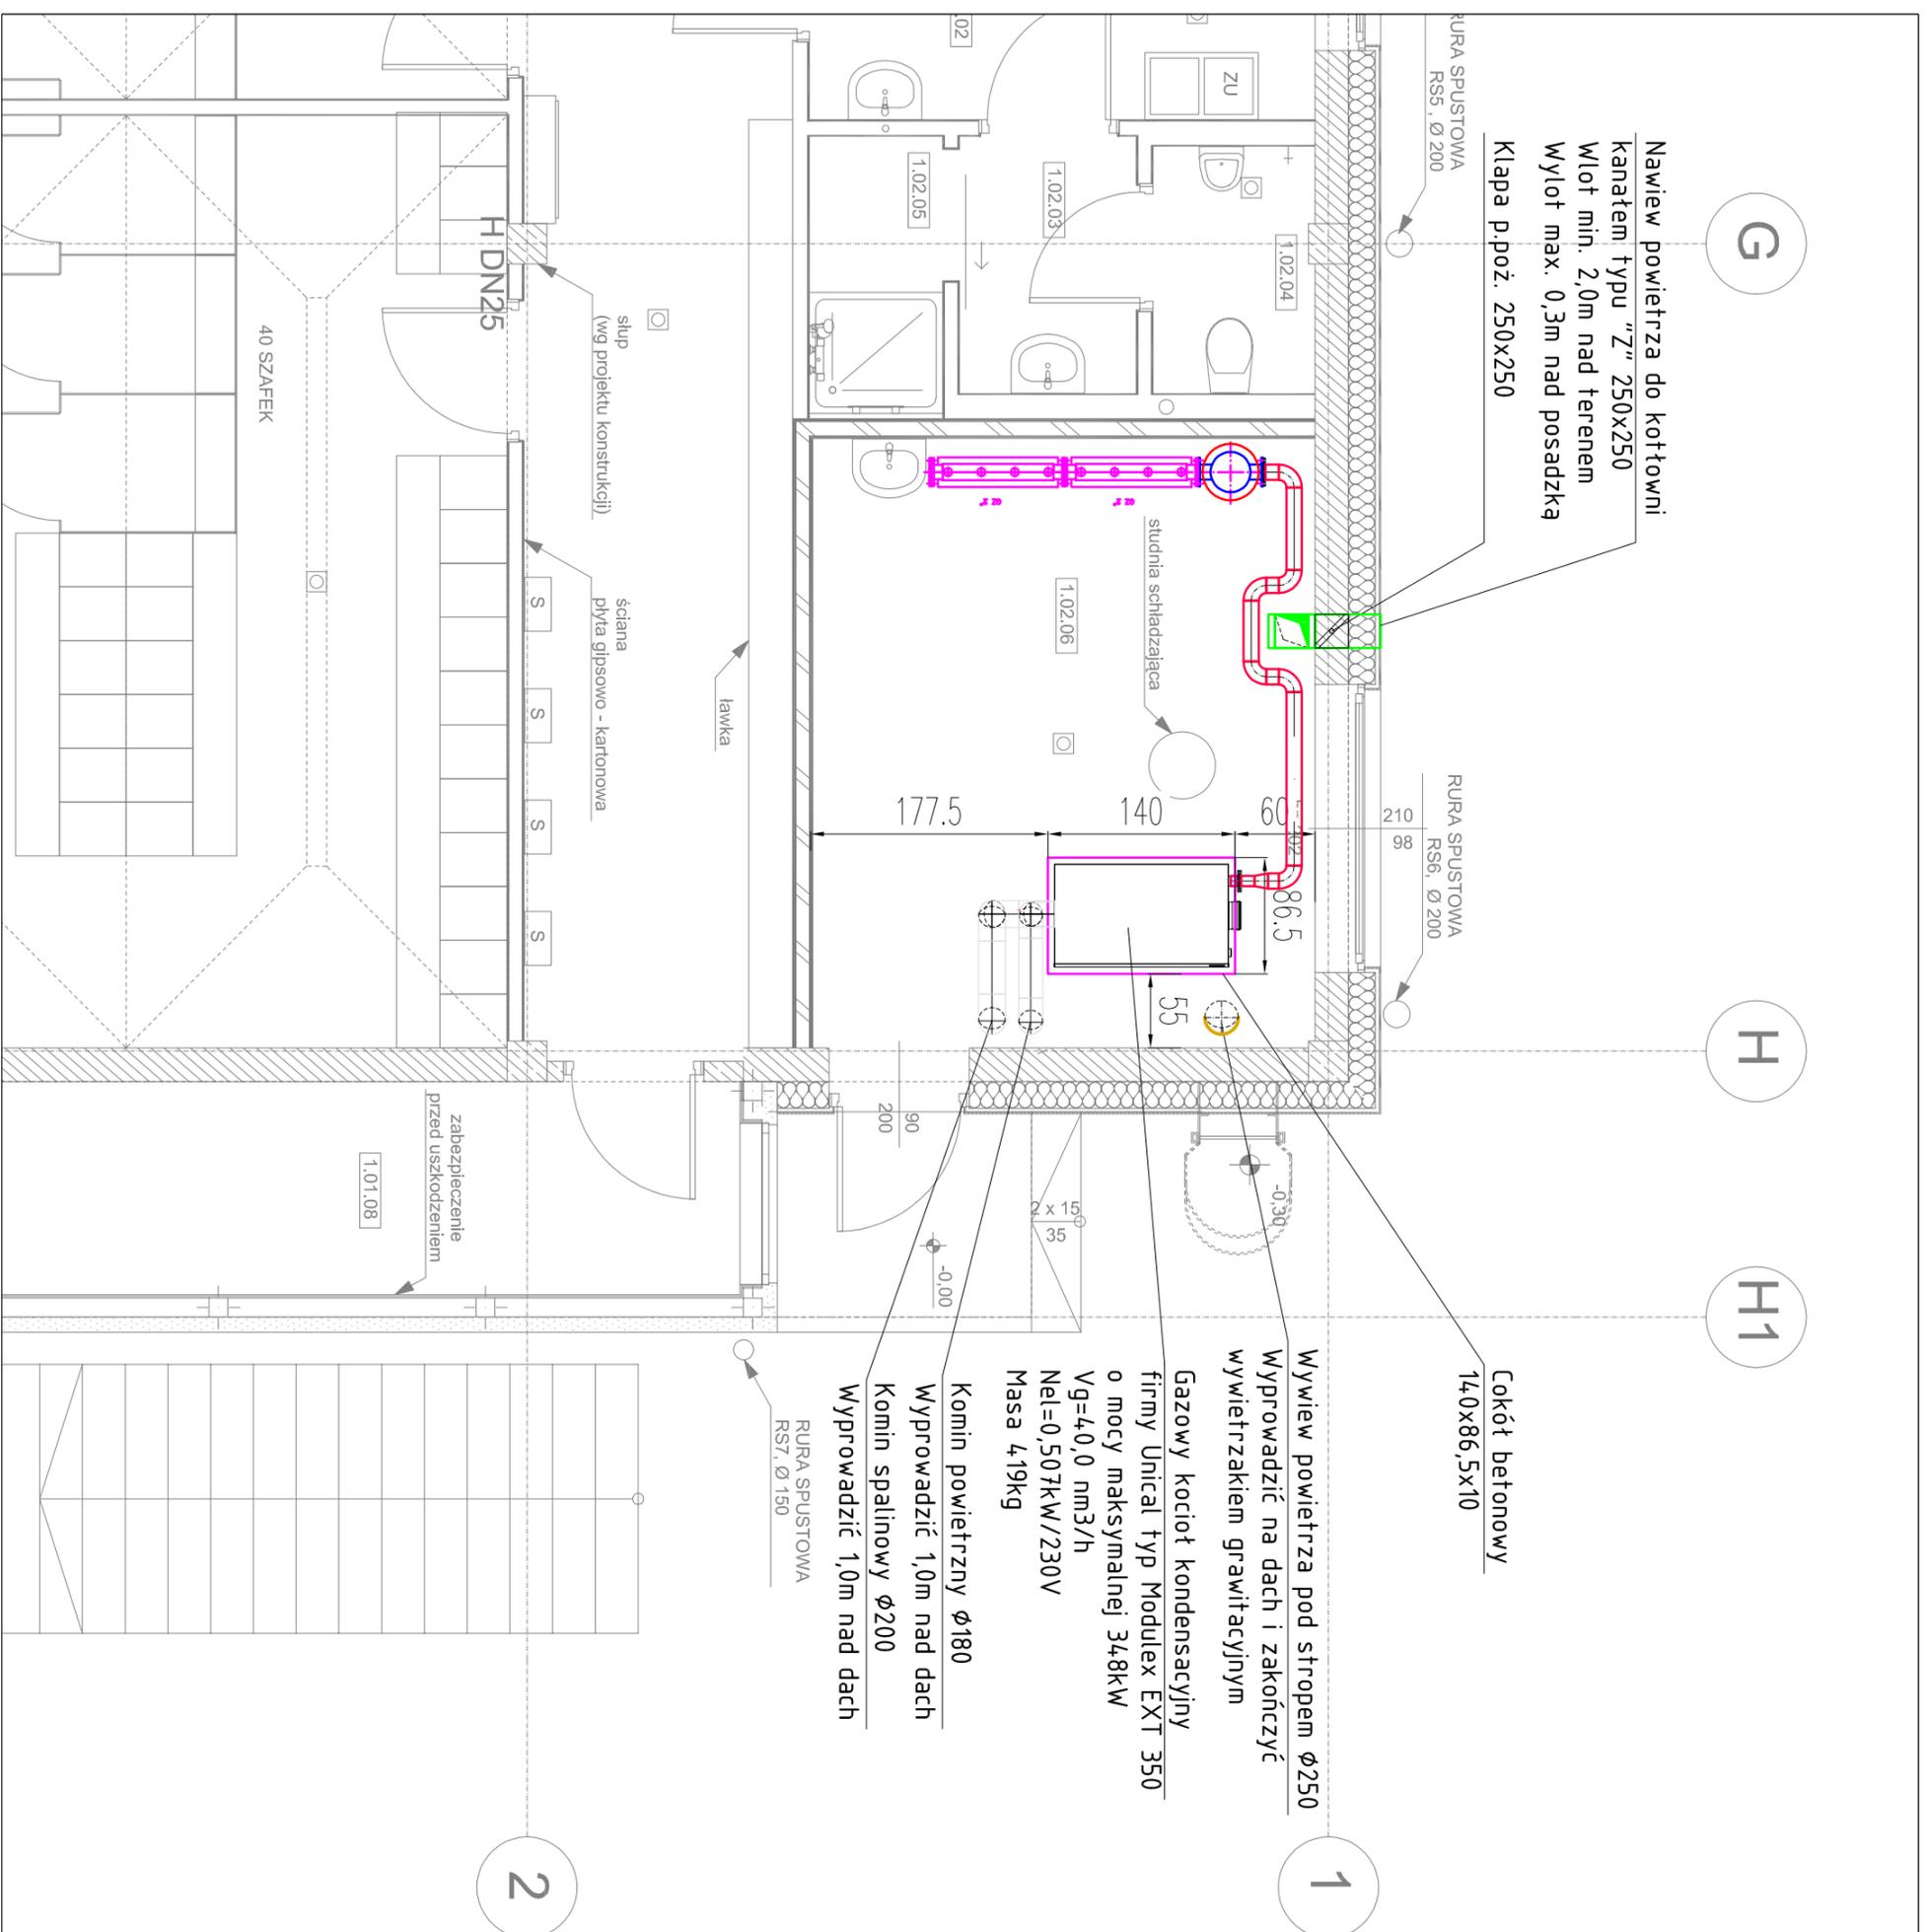 G
H
H1
1
2
Nawiew powietrza do kotłowni
kanałem typu "Z" 250x250
Wlot min. 2,0m nad terenem
Wylot max. 0,3m nad posadzką
Klapa p.poż. 250x250
RURA SPUSTOWA
RS5 , Ø 200
RURA SPUSTOWA
RS6, Ø 200
210
98
ZU
1.02.03
1.02.04
1.02.05
1.02.06
studnia schładzająca
177.5
140
60
86.5
55
H DN25
40 SZAFEK
słup
(wg projektu konstrukcji)
ściana
płyta gipsowo - kartonowa
ławka
S
S
S
S
90
200
2 x 15
35
-0,30
-0,00
zabezpieczenie
przed uszkodzeniem
1.01.08
RURA SPUSTOWA
RS7, Ø 150
Cokół betonowy
140x86,5x10
Wywiew powietrza pod stropem Ø250
Wyprowadzić na dach i zakończyć
wywietrzakiem grawitacyjnym
Gazowy kocioł kondensacyjny
firmy Unical typ Modulex EXT 350
o mocy maksymalnej 348kW
Vg=40,0 nm3/h
Nel=0,507kW/230V
Masa 419kg
Komin powietrzny Ø180
Wyprowadzić 1,0m nad dach
Komin spalinowy Ø200
Wyprowadzić 1,0m nad dach